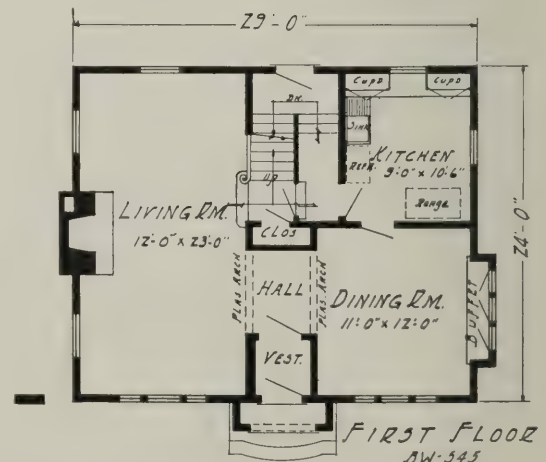 29'-0"
CUPD
CUPD
DN.
SINK
UP
REFR.
KITCHEN
9'-0" x 10'-6"
Range
24'-0"
LIVING RM.
12'-0" x 23'-0"
CLOS
PLAS. ARCH
HALL
PLAS. ARCH
DINING RM.
11'-0" x 12'-0"
BUFFET
VEST.
FIRST FLOOR
BW-545